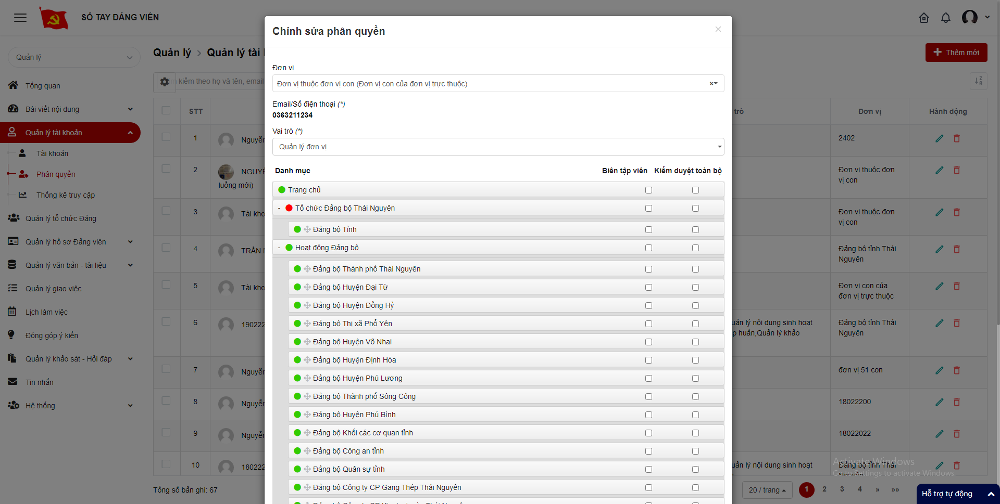 SỔ TAY ĐẢNG VIÊN
Quản lý
Tổng quan
Bài viết nội dung
Quản lý tài khoản
Tài khoản
Phân quyền
Thống kê truy cập
Quản lý tổ chức Đảng
Quản lý hồ sơ Đảng viên
Quản lý văn bản - tài liệu
Quản lý giao việc
Lịch làm việc
Đóng góp ý kiến
Quản lý khảo sát - Hỏi đáp
Tin nhắn
Hệ thống
Quản lý > Quản lý tài
Thêm mới
kiếm theo họ và tên, email
STT
trò
Đơn vị
Hành động
1
Nguyễn
2402
2
luồng mới)
Đơn vị thuộc đơn
vị con
3
Tài kho
Đơn vị thuộc đơn
vị con
4
TRẦN
Đảng bộ tỉnh Thái
Nguyên
5
Tài kho
Đơn vị con của
đơn vị trực thuộc
6
190222
uản lý nội dung sinh hoạt
p huấn,Quản lý khảo
Đảng bộ tỉnh Thái
Nguyên
7
Nguyễn
đơn vị 51 con
8
Nguyễn
18022200
9
Nguyễn
18022022
10
180222
uản lý nội dung sinh hoạt
Đảng bộ tỉnh Thái
Nguyên
Tổng số bản ghi: 67
20 / trang
1 2 3 4 » »»
Activate Windows
Go to Settings to activate Windows.
Hỗ trợ tự động
Chỉnh sửa phân quyền
×
Đơn vị
Đơn vị thuộc đơn vị con (Đơn vị con của đơn vị trực thuộc)
×
Email/Số điện thoại (*)
0363211234
Vai trò (*)
Quản lý đơn vị
Danh mục Biên tập viên Kiểm duyệt toàn bộ
Trang chủ
- Tổ chức Đảng bộ Thái Nguyên
Đảng bộ Tỉnh
- Hoạt động Đảng bộ
Đảng bộ Thành phố Thái Nguyên
Đảng bộ Huyện Đại Từ
Đảng bộ Huyện Đồng Hỷ
Đảng bộ Thị xã Phổ Yên
Đảng bộ Huyện Võ Nhai
Đảng bộ Huyện Định Hóa
Đảng bộ Huyện Phú Lương
Đảng bộ Thành phố Sông Công
Đảng bộ Huyện Phú Bình
Đảng bộ Khối các cơ quan tỉnh
Đảng bộ Công an tỉnh
Đảng bộ Quân sự tỉnh
Đảng bộ Công ty CP Gang Thép Thái Nguyên